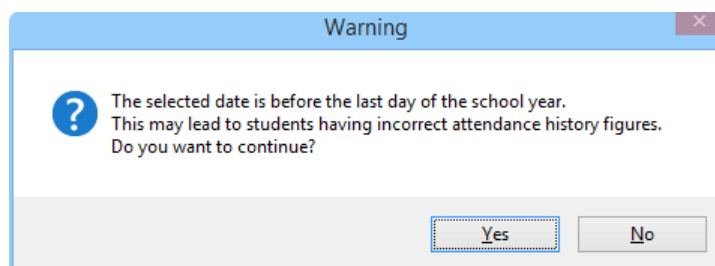 Warning
The selected date is before the last day of the school year.
This may lead to students having incorrect attendance history figures.
Do you want to continue?
Yes No